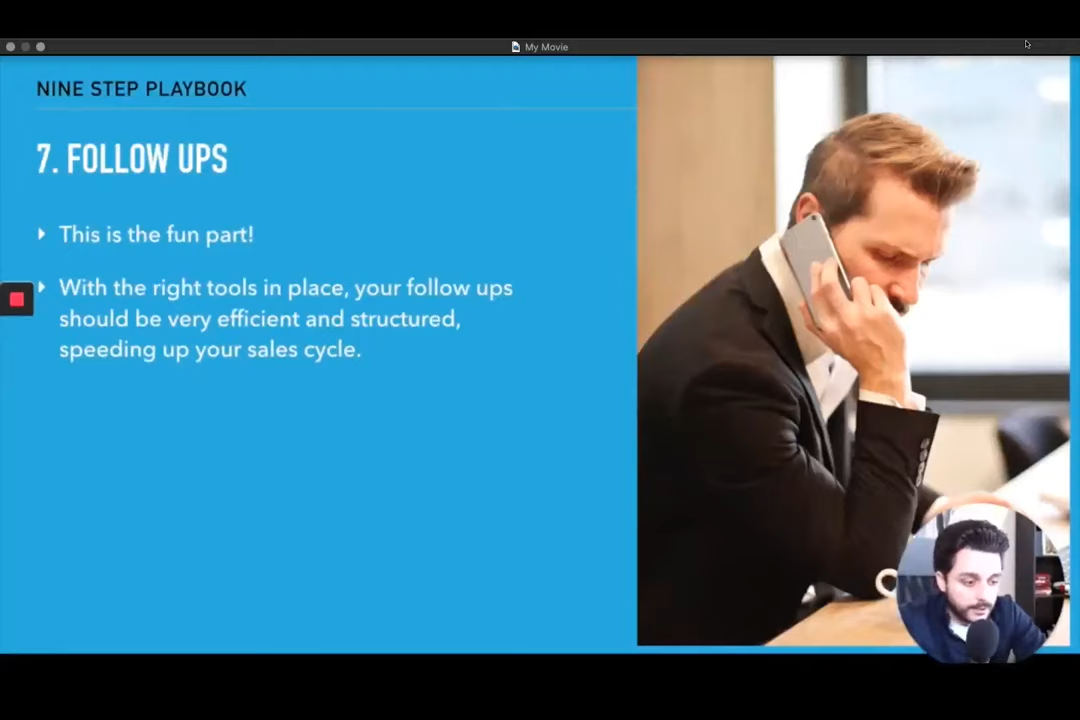 My Movie
NINE STEP PLAYBOOK
7. FOLLOW UPS
This is the fun part!
With the right tools in place, your follow ups
should be very efficient and structured,
speeding up your sales cycle.